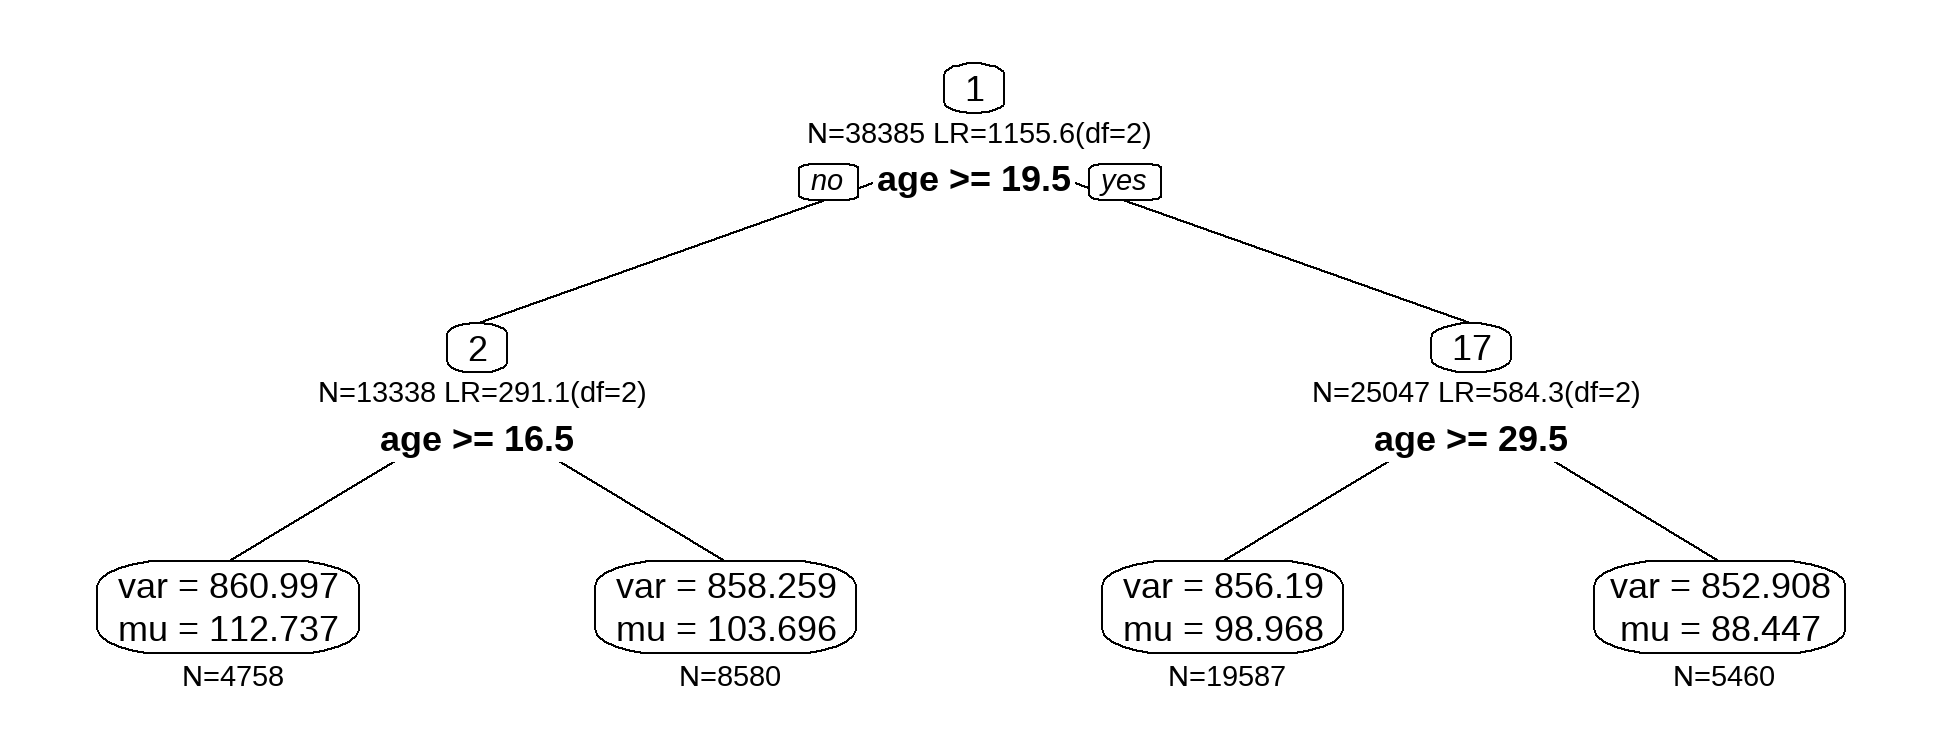 1
N=38385 LR=1155.6(df=2)
no age >= 19.5 yes
2
N=13338 LR=291.1(df=2)
age >= 16.5
17
N=25047 LR=584.3(df=2)
age >= 29.5
var = 860.997
mu = 112.737
N=4758
var = 858.259
mu = 103.696
N=8580
var = 856.19
mu = 98.968
N=19587
var = 852.908
mu = 88.447
N=5460